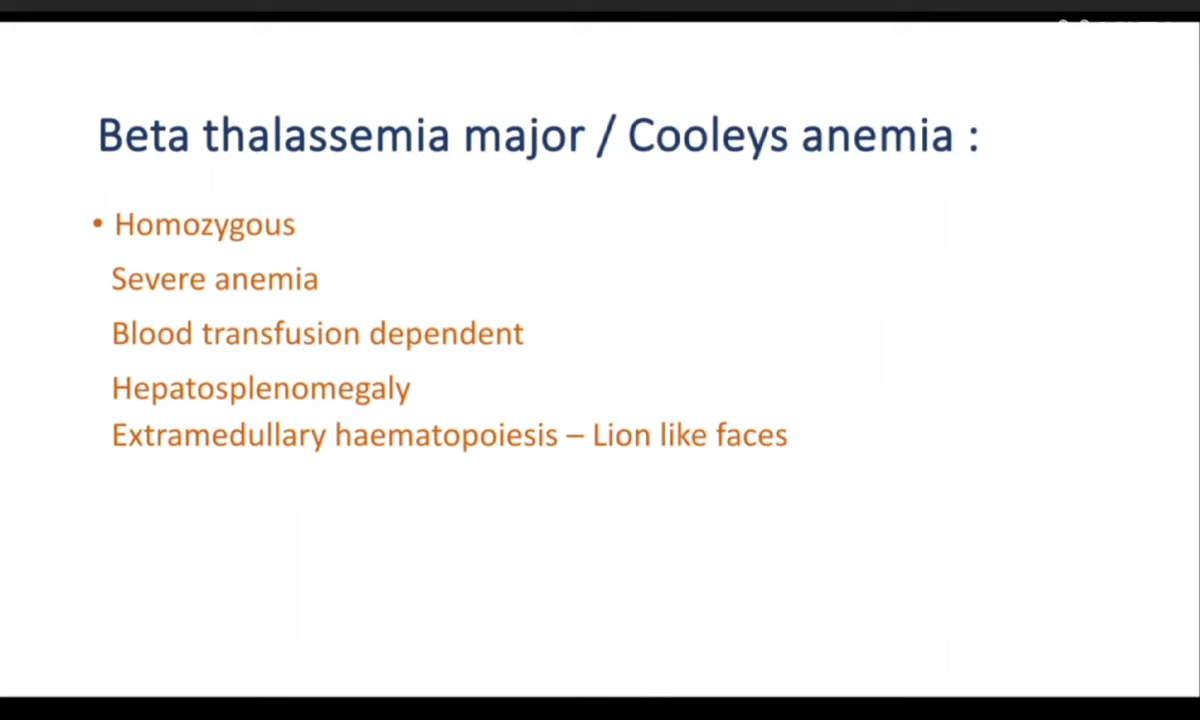 Beta thalassemia major / Cooleys anemia :
• Homozygous
Severe anemia
Blood transfusion dependent
Hepatosplenomegaly
Extramedullary haematopoiesis – Lion like faces